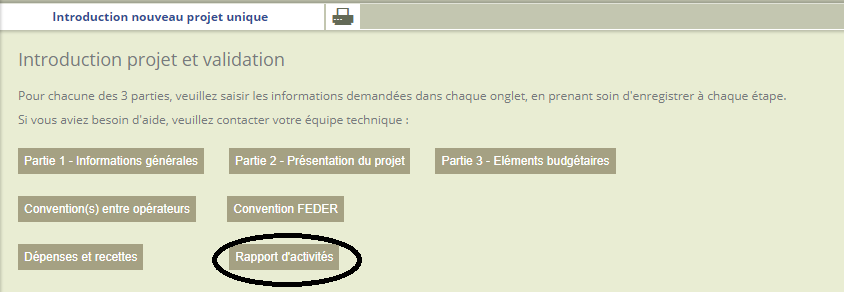 Introduction nouveau projet unique
Introduction projet et validation
Pour chacune des 3 parties, veuillez saisir les informations demandées dans chaque onglet, en prenant soin d'enregistrer à chaque étape.
Si vous aviez besoin d'aide, veuillez contacter votre équipe technique :
Partie 1 - Informations générales Partie 2 - Présentation du projet Partie 3 - Eléments budgétaires
Convention(s) entre opérateurs Convention FEDER
Dépenses et recettes Rapport d'activités